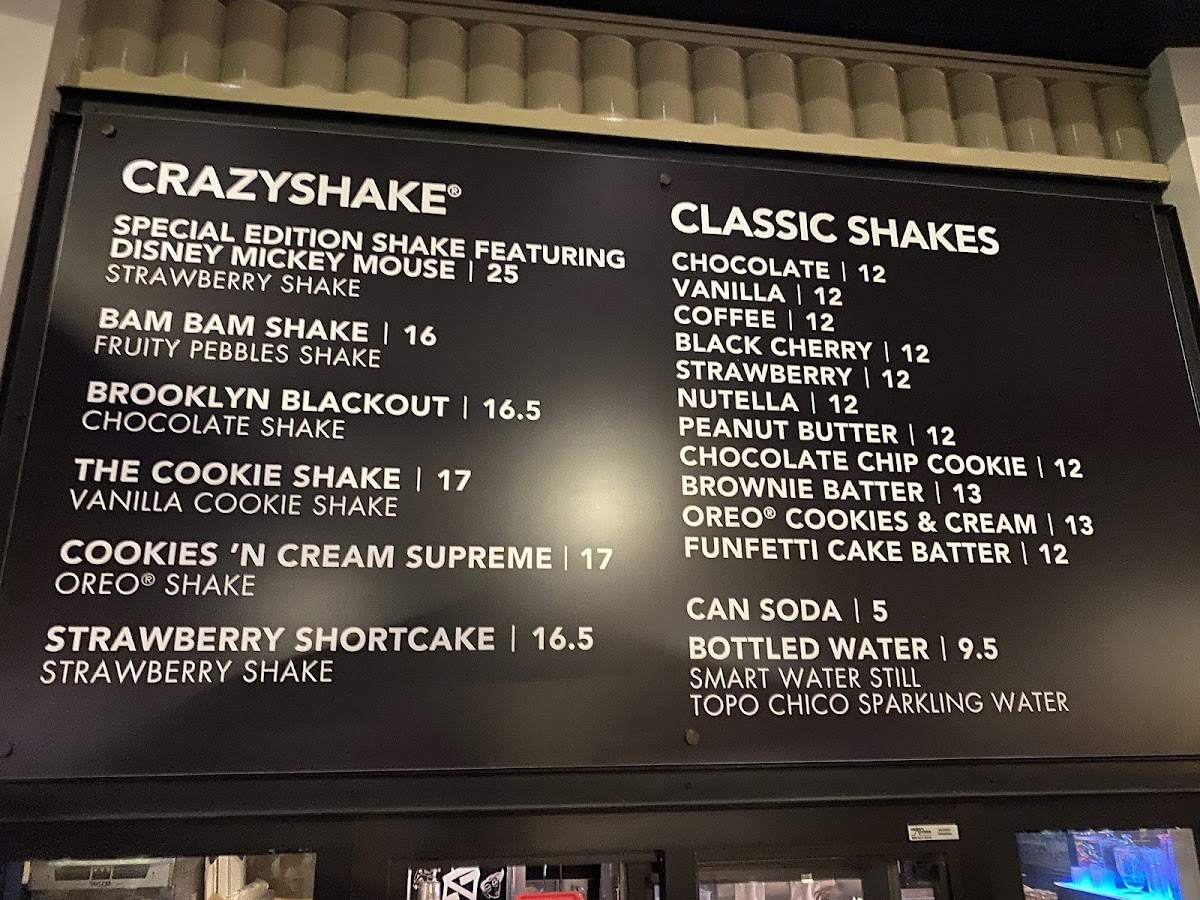 CRAZYSHAKE®
SPECIAL EDITION SHAKE FEATURING
DISNEY MICKEY MOUSE | 25
STRAWBERRY SHAKE
BAM BAM SHAKE | 16
FRUITY PEBBLES SHAKE
BROOKLYN BLACKOUT | 16.5
CHOCOLATE SHAKE
THE COOKIE SHAKE | 17
VANILLA COOKIE SHAKE
COOKIES 'N CREAM SUPREME | 17
OREO® SHAKE
STRAWBERRY SHORTCAKE | 16.5
STRAWBERRY SHAKE
CLASSIC SHAKES
CHOCOLATE | 12
VANILLA | 12
COFFEE | 12
BLACK CHERRY | 12
STRAWBERRY | 12
NUTELLA | 12
PEANUT BUTTER | 12
CHOCOLATE CHIP COOKIE | 12
BROWNIE BATTER | 13
OREO® COOKIES & CREAM | 13
FUNFETTI CAKE BATTER | 12
CAN SODA | 5
BOTTLED WATER | 9.5
SMART WATER STILL
TOPO CHICO SPARKLING WATER